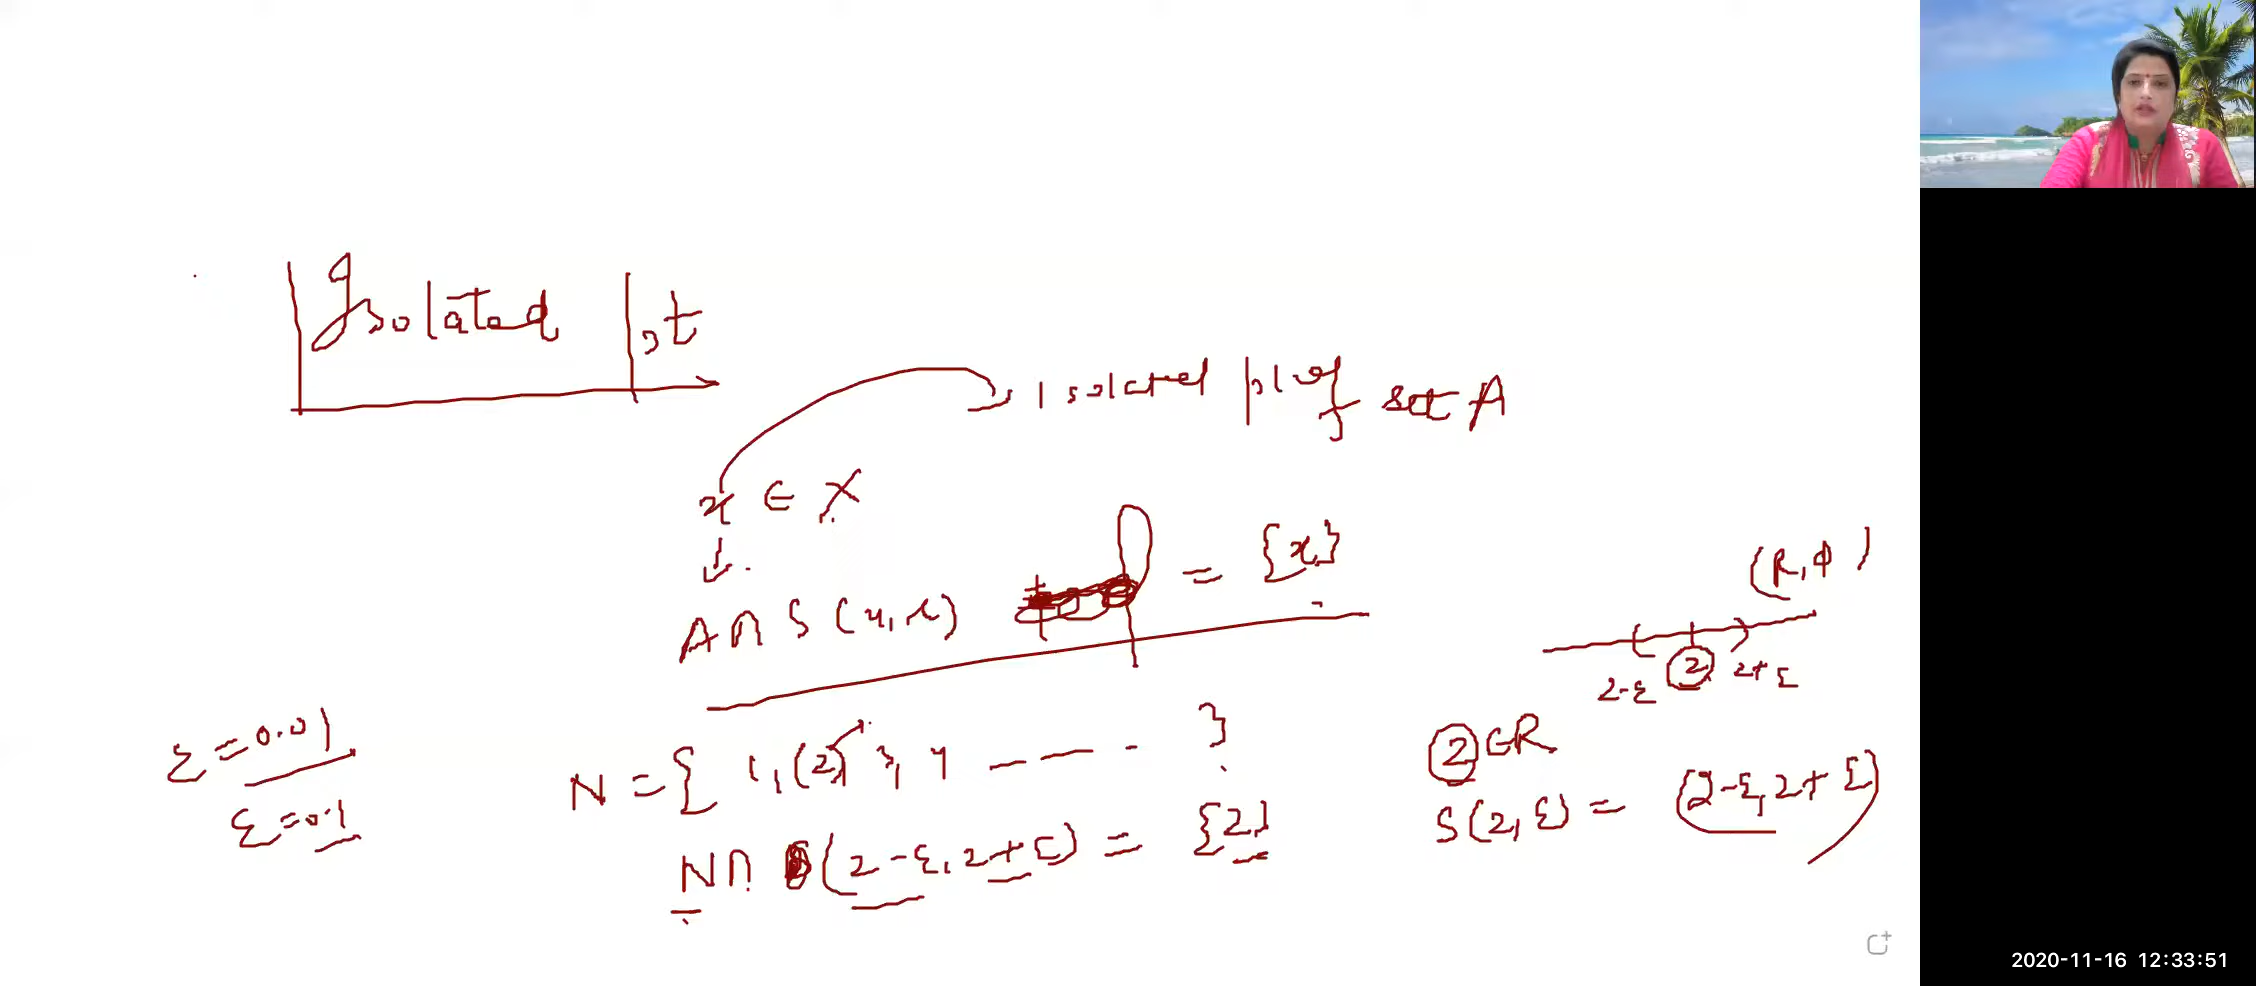 Isolated pt
Isolated pt of set A
x ∈ X
A ∩ S(x, r) = {x}
(R, d)
2-ε 2 2+ε
ε = 0.01
ε = 0.1
N = { 1, (2), 3, 4 ----- }
N ∩ (2-ε, 2+ε) = {2}
2 ∈ R
S(2, ε) = (2-ε, 2+ε)
2020-11-16 12:33:51